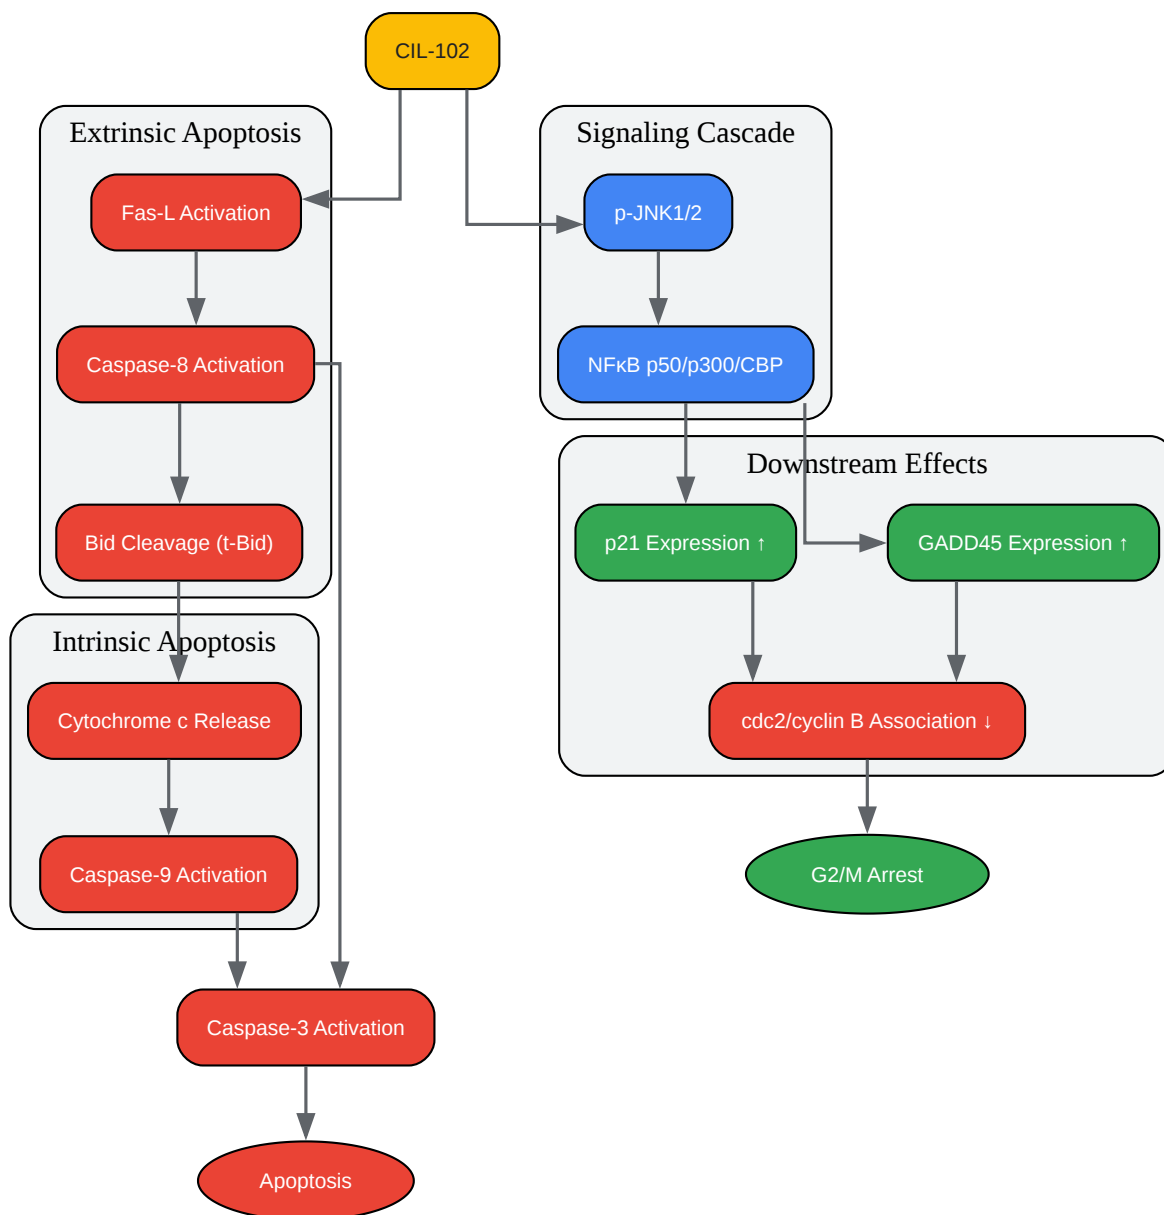 CIL-102
Extrinsic Apoptosis
Fas-L Activation
Caspase-8 Activation
Bid Cleavage (t-Bid)
Intrinsic Apoptosis
Cytochrome c Release
Caspase-9 Activation
Caspase-3 Activation
Apoptosis
Signaling Cascade
p-JNK1/2
NFκB p50/p300/CBP
Downstream Effects
p21 Expression ↑
GADD45 Expression ↑
cdc2/cyclin B Association ↓
G2/M Arrest